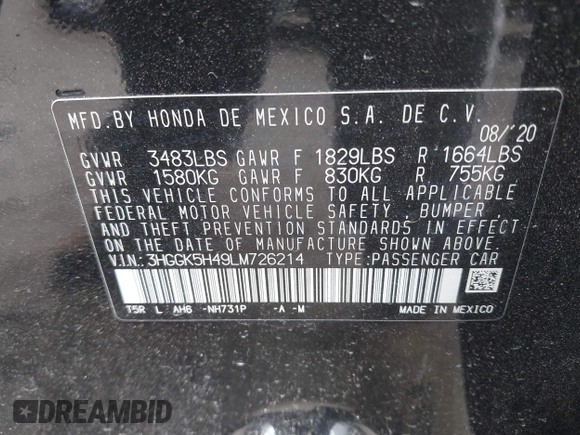 MFD.BY HONDA DE MEXICO S.A. DE C.V.
08/'20
GVWR 3483LBS GAWR F 1829LBS R 1664LBS
GVWR 1580KG GAWR F 830KG R 755KG
THIS VEHICLE CONFORMS TO ALL APPLICABLE
FEDERAL MOTOR VEHICLE SAFETY, BUMPER,
AND THEFT PREVENTION STANDARDS IN EFFECT
ON THE DATE OF MANUFACTURE SHOWN ABOVE.
V.I.N.:3HGGK5H49LM726214 TYPE:PASSENGER CAR
T5R L AH6 -NH731P -A -M
MADE IN MEXICO
DREAMBID